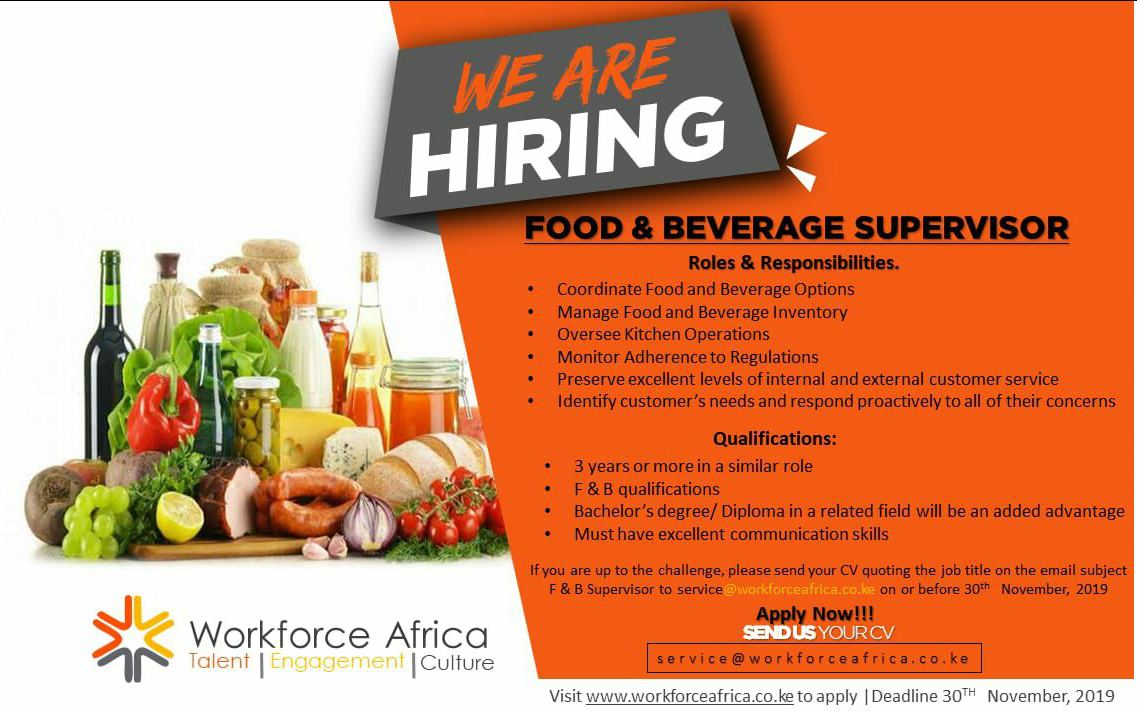 WE ARE
HIRING
FOOD & BEVERAGE SUPERVISOR
Roles & Responsibilities.
• Coordinate Food and Beverage Options
• Manage Food and Beverage Inventory
• Oversee Kitchen Operations
• Monitor Adherence to Regulations
• Preserve excellent levels of internal and external customer service
• Identify customer's needs and respond proactively to all of their concerns
Qualifications:
• 3 years or more in a similar role
• F & B qualifications
• Bachelor's degree/ Diploma in a related field will be an added advantage
• Must have excellent communication skills
If you are up to the challenge, please send your CV quoting the job title on the email subject
F & B Supervisor to service@workforceafrica.co.ke on or before 30th November, 2019
Apply Now!!!
SEND US YOUR CV
service@workforceafrica.co.ke
Workforce Africa
Talent |Engagement |Culture
Visit www.workforceafrica.co.ke to apply |Deadline 30TH November, 2019